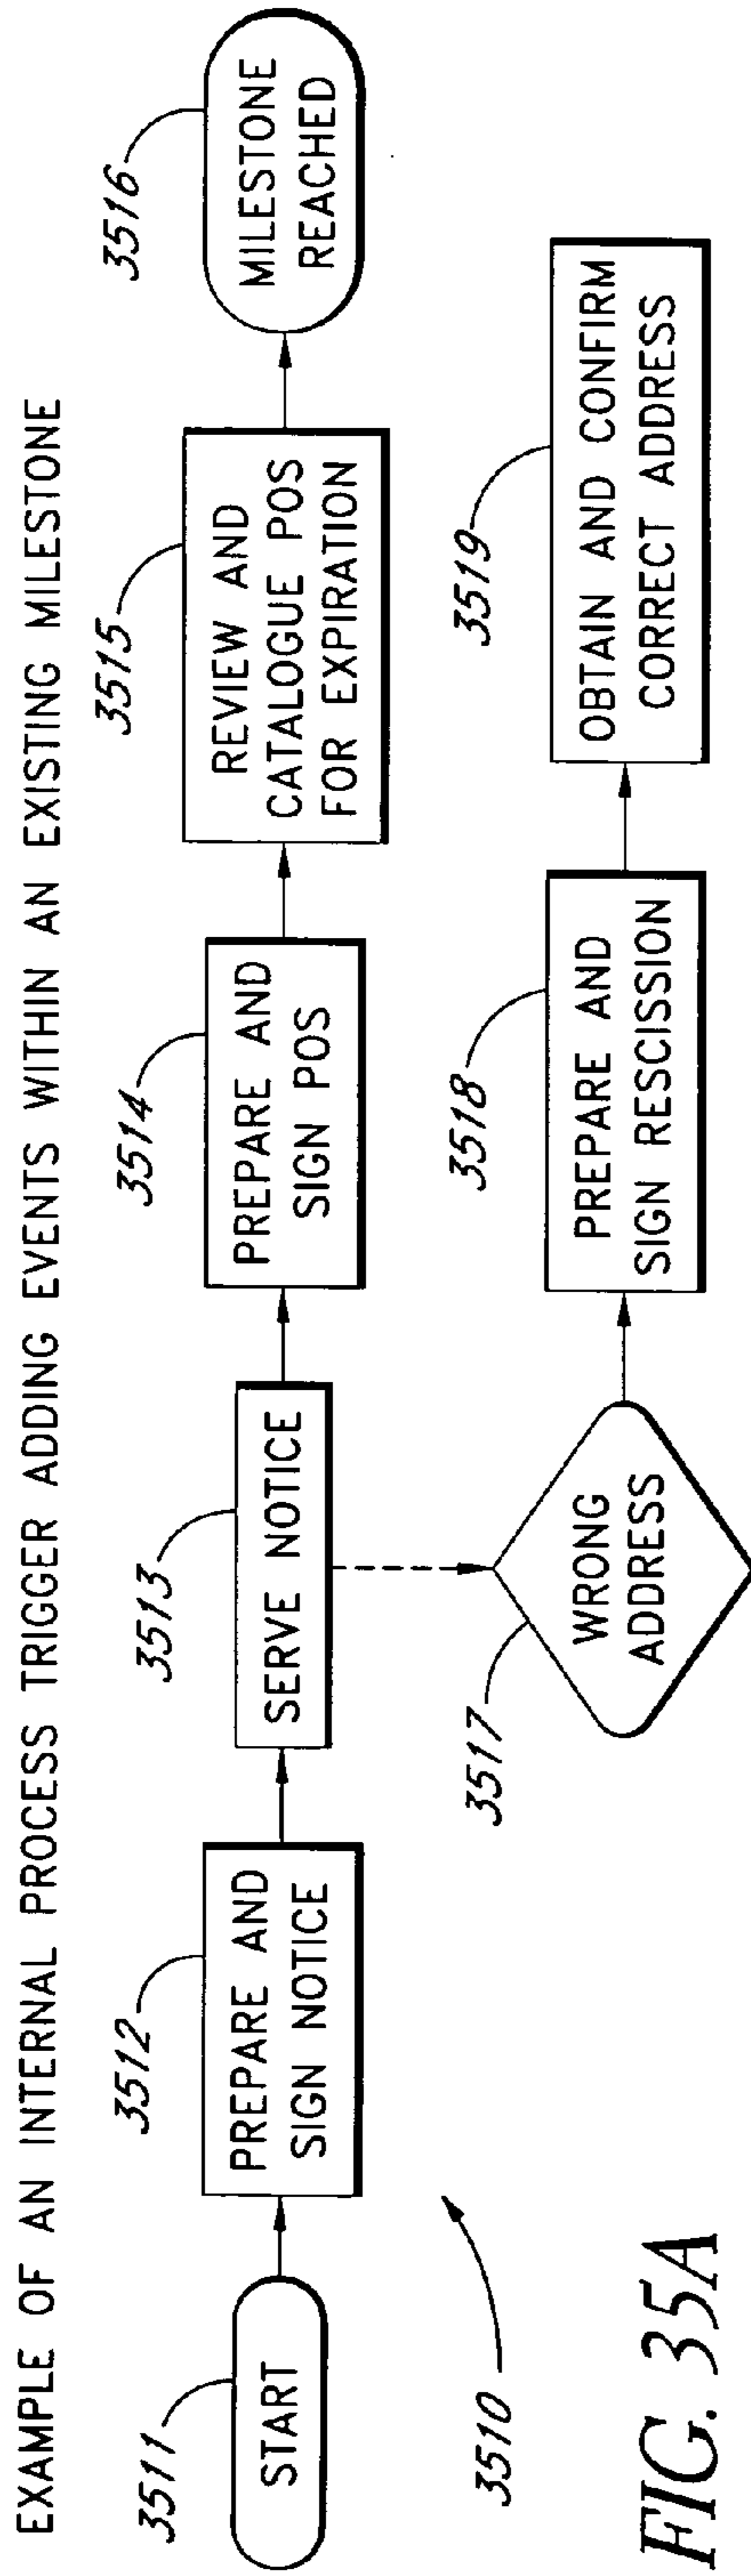 EXAMPLE OF AN INTERNAL PROCESS TRIGGER ADDING EVENTS WITHIN AN EXISTING MILESTONE
3511
START
3512
PREPARE AND
SIGN NOTICE
3513
SERVE NOTICE
3514
PREPARE AND
SIGN POS
3515
REVIEW AND
CATALOGUE POS
FOR EXPIRATION
3516
MILESTONE
REACHED
3510
3517
WRONG
ADDRESS
3518
PREPARE AND
SIGN RESCISSION
3519
OBTAIN AND CONFIRM
CORRECT ADDRESS
FIG. 35A